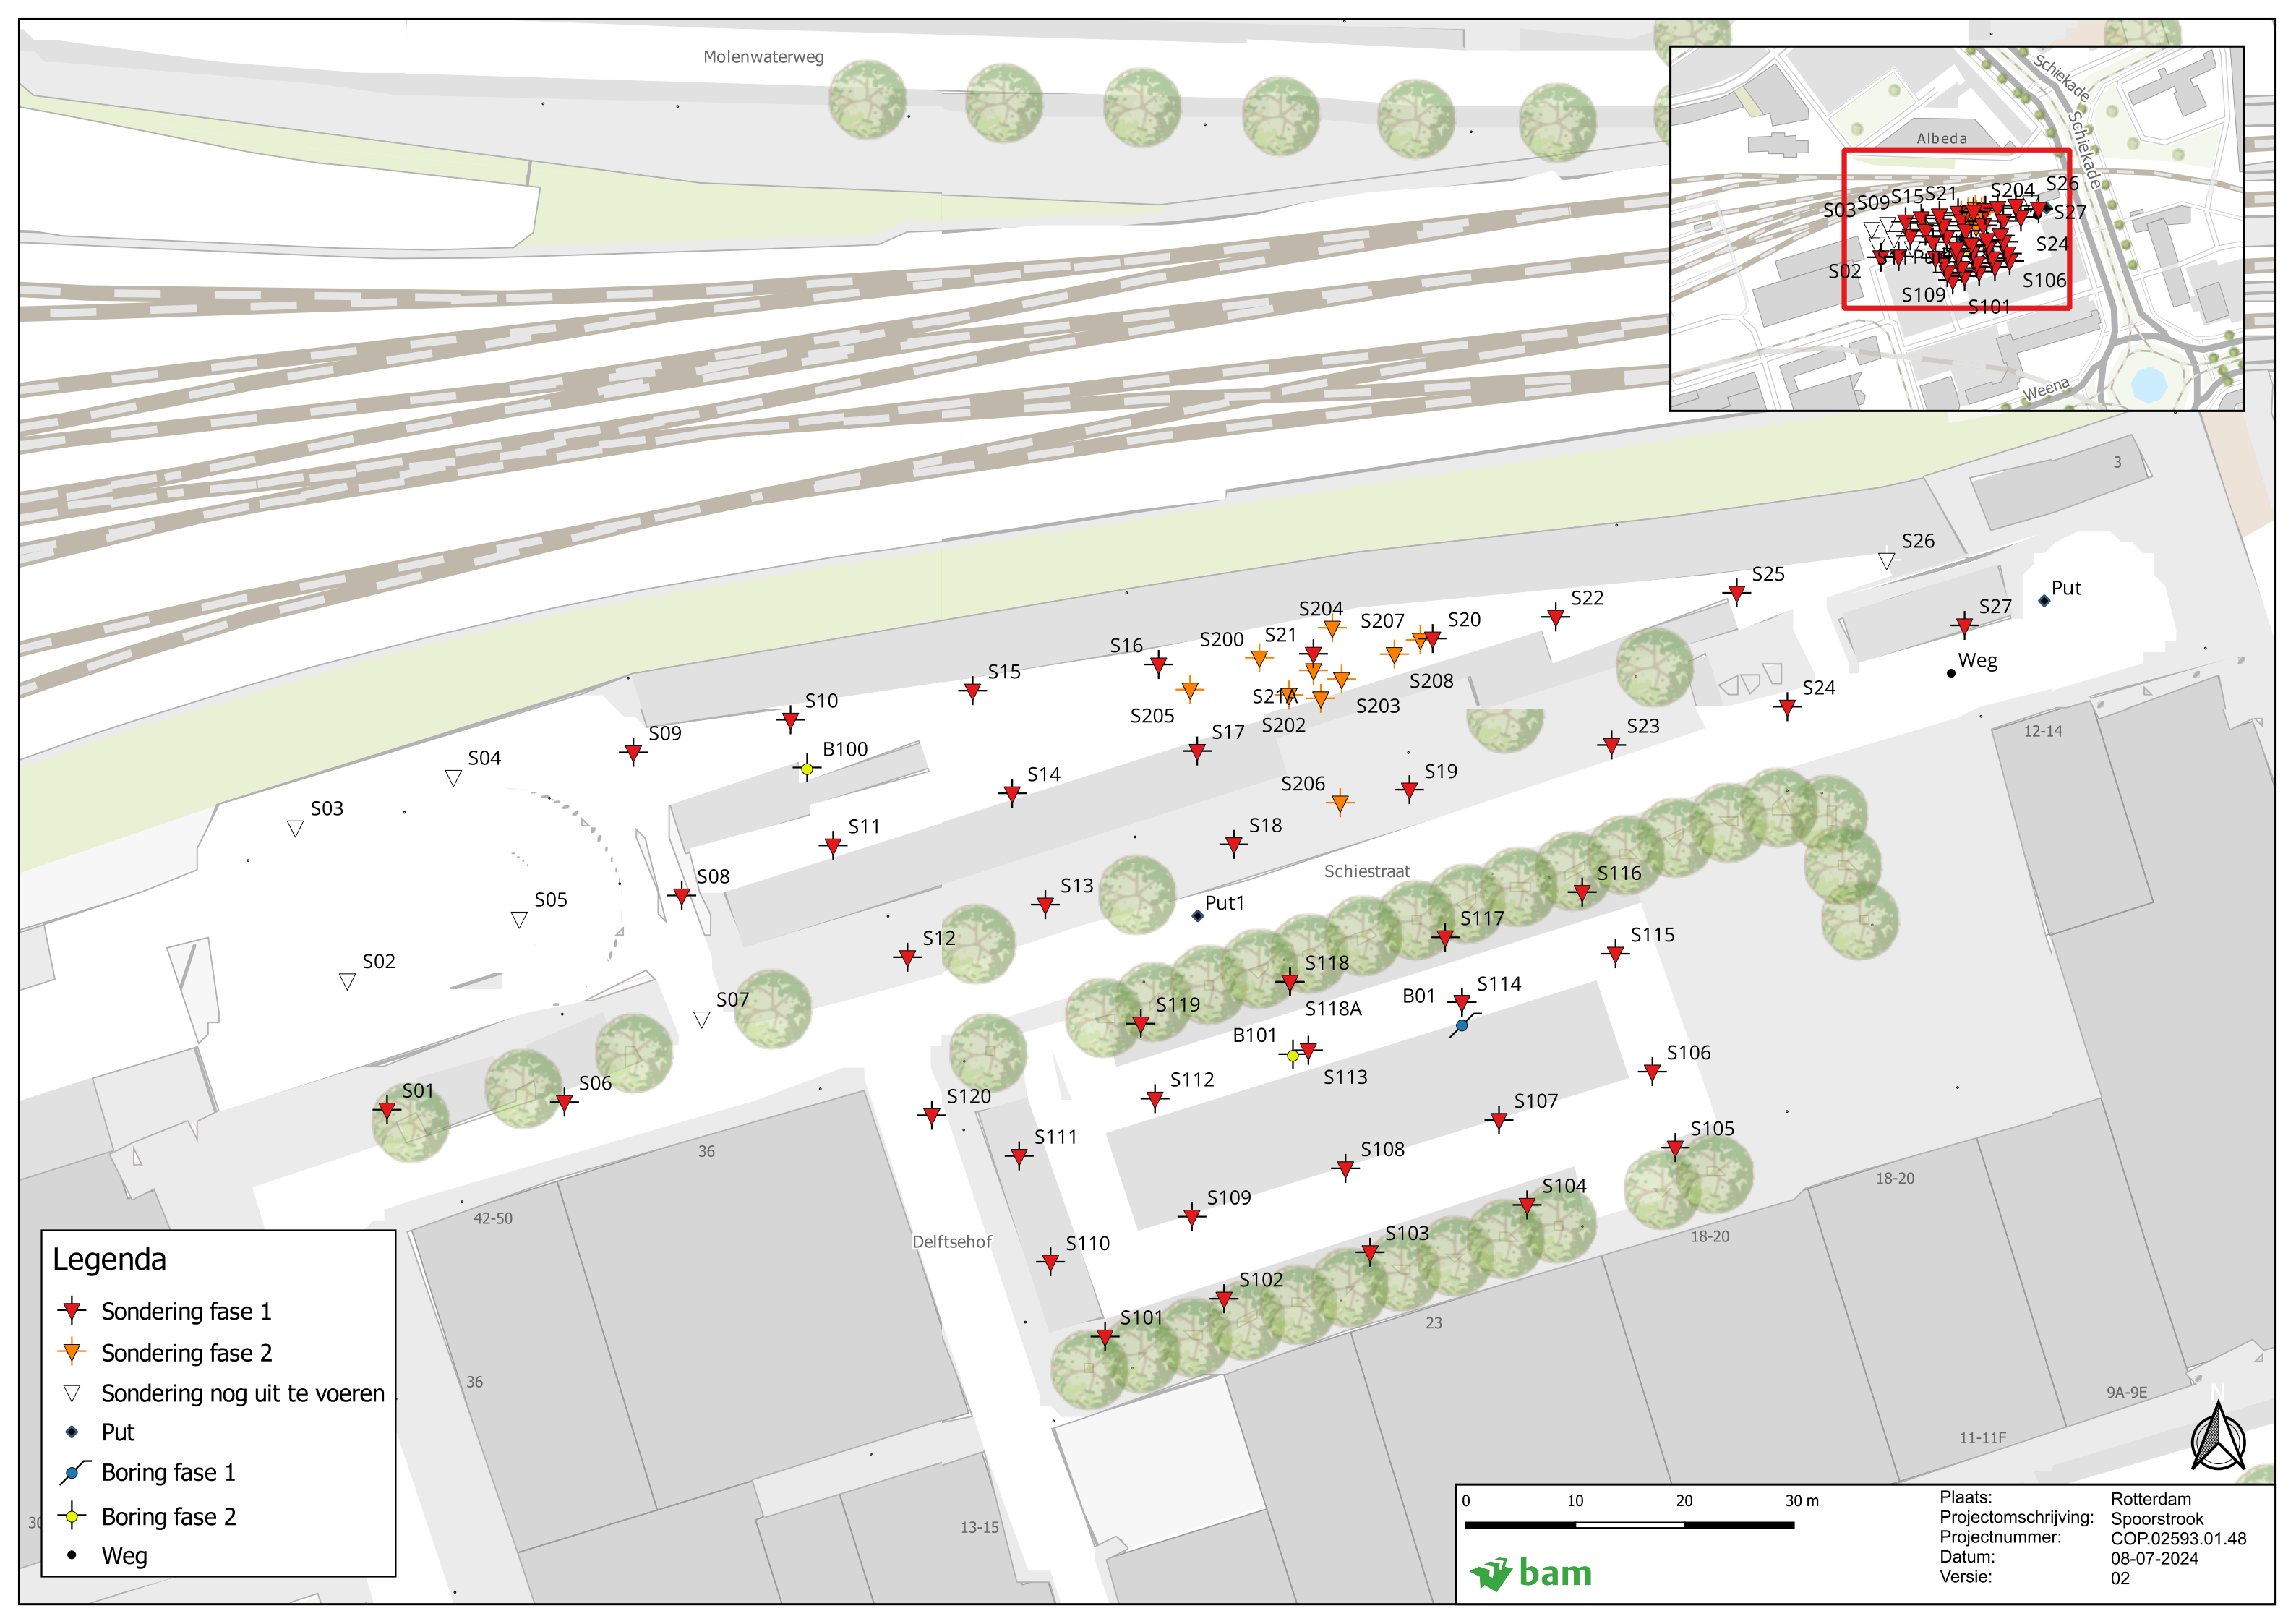 Molenwaterweg
Schiekade
Schiekade
Albeda
S26
S204
S15
S21
S09
S03
S27
S24
S02
S106
S109
S101
Weena
3
S26
S25
S22
Put
S27
Weg
S204
S207
S20
S200
S21
S16
S15
S208
S21A
S203
S205
S202
S24
S10
S17
S23
12-14
S09
B100
S04
S14
S19
S206
S03
S11
S18
S08
Schiestraat
S116
S13
S05
Put1
S117
S12
S115
S02
S118
S114
B01
S07
S119
S118A
B101
S106
S113
S01
S06
S112
S120
S107
S105
S111
36
S108
18-20
S104
S109
42-50
18-20
S103
Delftsehof
S110
S102
S101
23
36
9A-9E
N
11-11F
13-15
30
Legenda
Sondering fase 1
Sondering fase 2
Sondering nog uit te voeren
Put
Boring fase 1
Boring fase 2
Weg
0 10 20 30 m
bam
Plaats: Rotterdam
Projectomschrijving: Spoorstrook
Projectnummer: COP.02593.01.48
Datum: 08-07-2024
Versie: 02